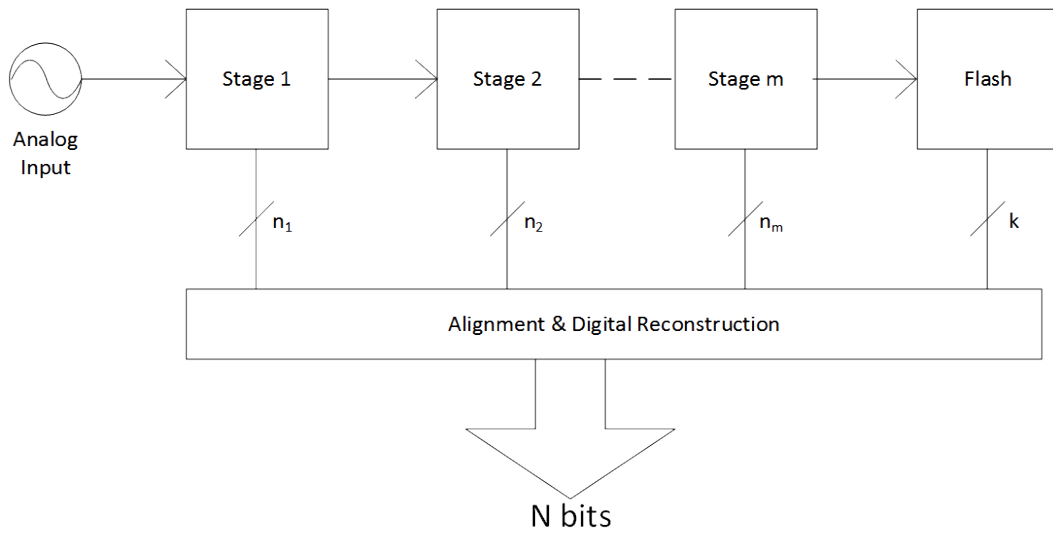 Stage 1
Stage 2
Stage m
Flash
Analog
Input
n₁
n₂
nₘ
k
Alignment & Digital Reconstruction
N bits